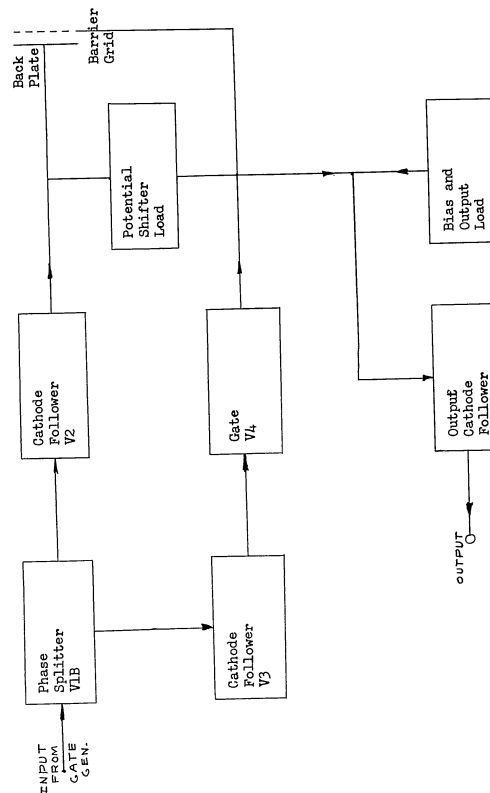 INPUT
FROM
GATE
GEN.
Phase
Splitter
V1B
Cathode
Follower
V2
Back
Plate
Barrier
Grid
Potential
Shifter
Load
Cathode
Follower
V3
Gate
V4
OUTPUT
Output
Cathode
Follower
Bias and
Output
Load